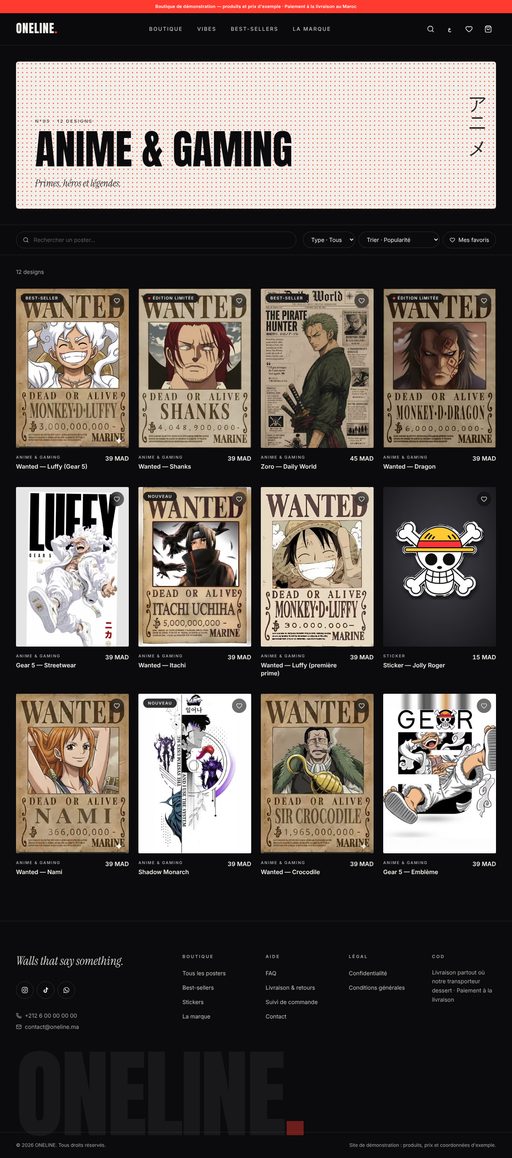 Boutique de démonstration — produits et prix d'exemple · Paiement à la livraison au Maroc
ONELINE.
BOUTIQUE VIBES BEST-SELLERS LA MARQUE
ع
N°05 · 12 DESIGNS
ANIME & GAMING
Primes, héros et légendes.
アニメ
Rechercher un poster...
Type · Tous
Trier · Popularité
Mes favoris
12 designs
BEST-SELLER
WANTED
DEAD OR ALIVE
MONKEY·D·LUFFY
3,000,000,000-
MARINE
ANIME & GAMING 39 MAD
Wanted — Luffy (Gear 5)
ÉDITION LIMITÉE
WANTED
DEAD OR ALIVE
SHANKS
4,048,900,000-
MARINE
ANIME & GAMING 39 MAD
Wanted — Shanks
BEST-SELLER
Daily World
THE PIRATE
HUNTER
ANIME & GAMING 45 MAD
Zoro — Daily World
ÉDITION LIMITÉE
WANTED
DEAD OR ALIVE
MONKEY·D·DRAGON
6,000,000,000-
MARINE
ANIME & GAMING 39 MAD
Wanted — Dragon
LUFFY
GEAR 5
ニカ
ANIME & GAMING 39 MAD
Gear 5 — Streetwear
NOUVEAU
WANTED
DEAD OR ALIVE
ITACHI UCHIHA
5,000,000,000-
MARINE
ANIME & GAMING 39 MAD
Wanted — Itachi
WANTED
DEAD OR ALIVE
MONKEY·D·LUFFY
30.000.000-
MARINE
ANIME & GAMING 39 MAD
Wanted — Luffy (première
prime)
STICKER 15 MAD
Sticker — Jolly Roger
WANTED
DEAD OR ALIVE
NAMI
366,000,000-
MARINE
ANIME & GAMING 39 MAD
Wanted — Nami
NOUVEAU
일어나
ANIME & GAMING 39 MAD
Shadow Monarch
WANTED
DEAD OR ALIVE
SIR CROCODILE
1,965,000,000-
MARINE
ANIME & GAMING 39 MAD
Wanted — Crocodile
GEAR
ANIME & GAMING 39 MAD
Gear 5 — Emblème
Walls that say something.
+212 6 00 00 00 00
contact@oneline.ma
BOUTIQUE
Tous les posters
Best-sellers
Stickers
La marque
AIDE
FAQ
Livraison & retours
Suivi de commande
Contact
LÉGAL
Confidentialité
Conditions générales
COD
Livraison partout où
notre transporteur
dessert · Paiement à la
livraison
ONELINE.
© 2026 ONELINE. Tous droits réservés.
Site de démonstration : produits, prix et coordonnées d'exemple.